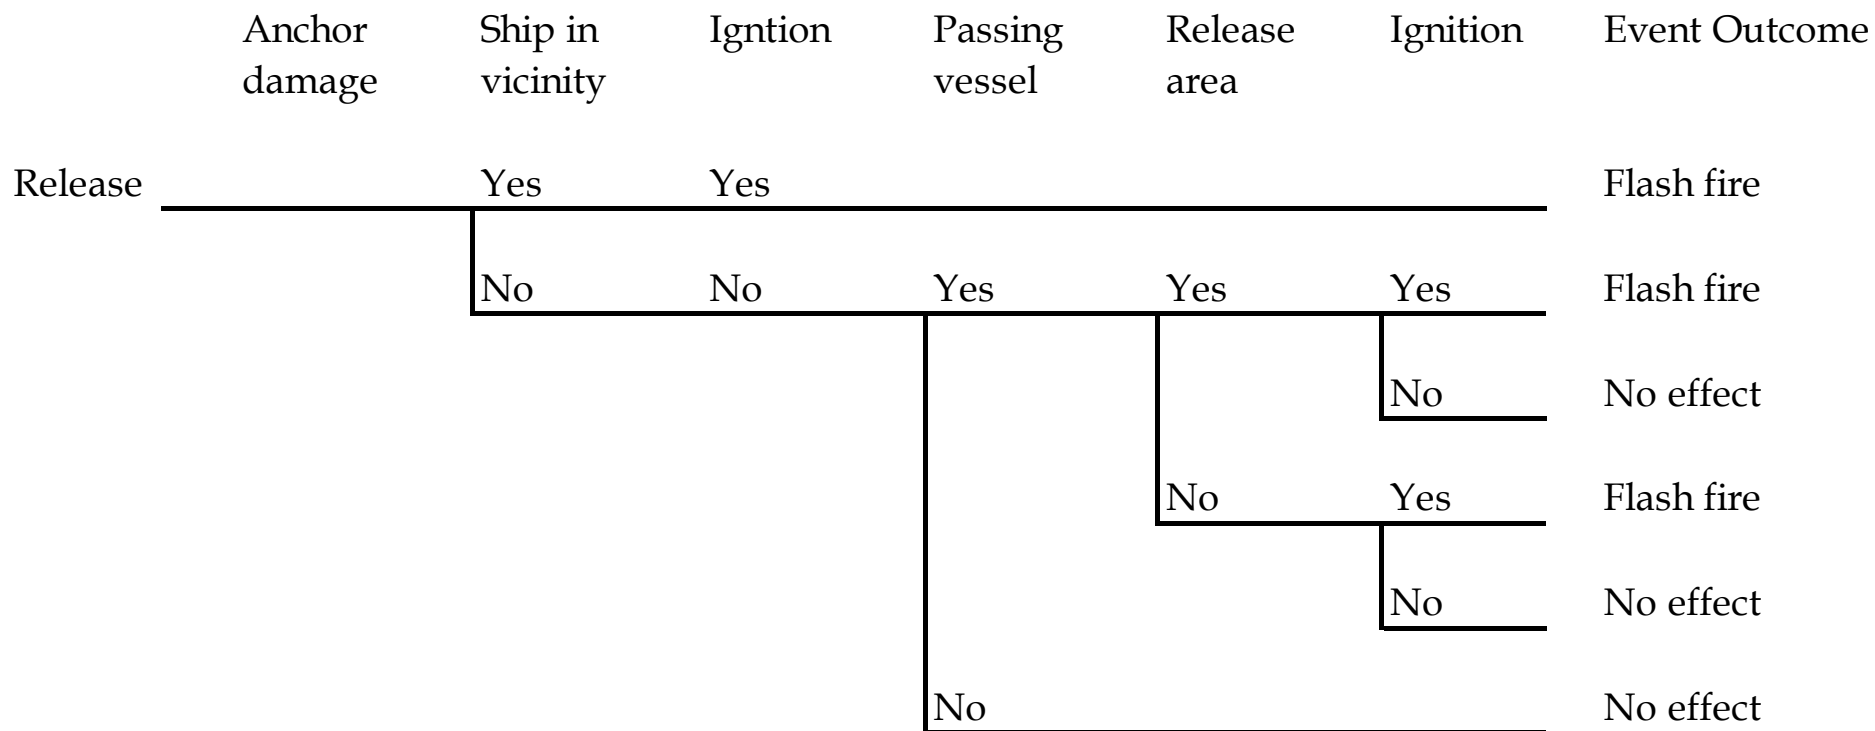 Anchor damage Ship in vicinity Igntion Passing vessel Release area Ignition Event Outcome
Release Yes Yes Flash fire
No No Yes Yes Yes Flash fire
No No effect
No Yes Flash fire
No No effect
No No effect